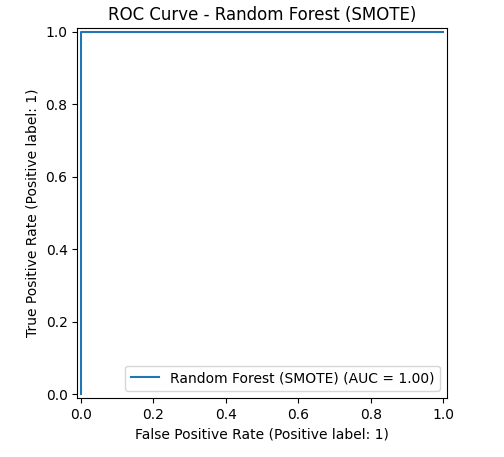 ROC Curve - Random Forest (SMOTE)
True Positive Rate (Positive label: 1)
1.0
0.8
0.6
0.4
0.2
0.0
Random Forest (SMOTE) (AUC = 1.00)
0.0 0.2 0.4 0.6 0.8 1.0
False Positive Rate (Positive label: 1)